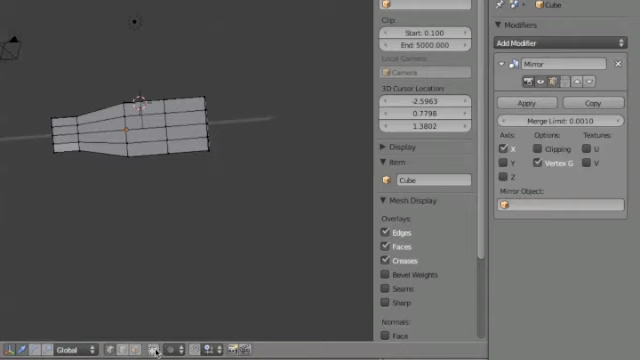 Clip:
Start: 0.100
End: 5000.000
Local Camera:
Camera
3D Cursor Location:
-2.5963
0.7798
1.3802
Display
Item
Cube
Mesh Display
Overlays:
Edges
Faces
Creases
Bevel Weights
Seams
Sharp
Normals:
Face
Global
Cube
Modifiers
Add Modifier
Mirror
Apply
Copy
Merge Limit: 0.0010
Axis:
Options:
Textures:
X
Clipping
U
Y
Vertex G
V
Z
Mirror Object: